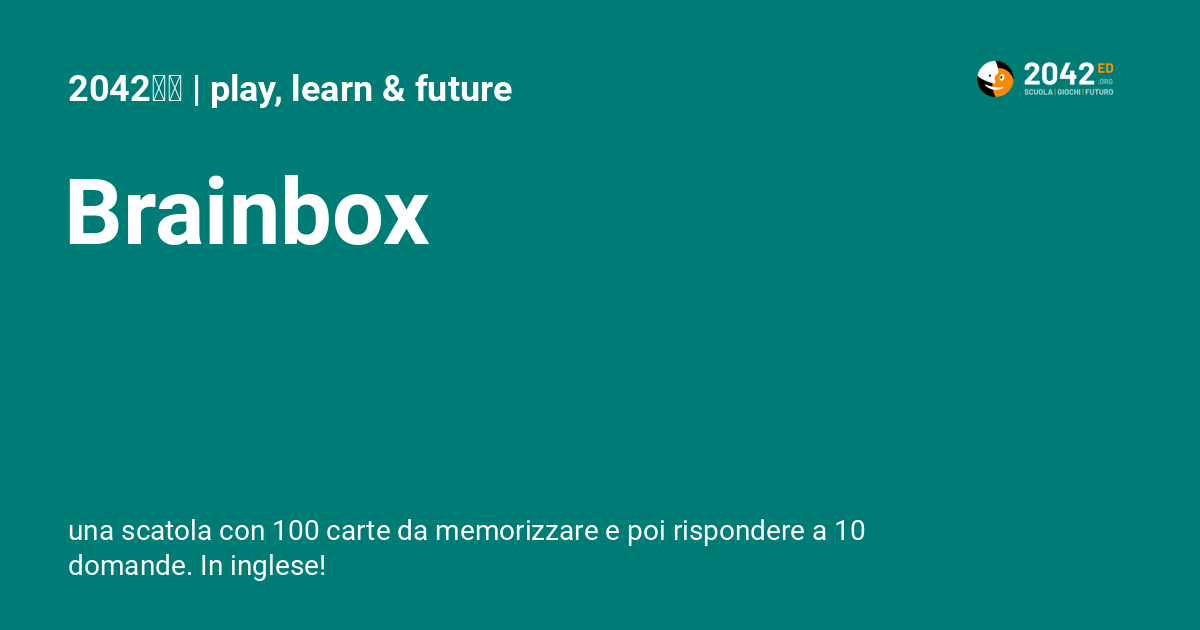 2042 | play, learn & future
2042 ED
.ORG
SCUOLA | GIOCHI | FUTURO
Brainbox
una scatola con 100 carte da memorizzare e poi rispondere a 10
domande. In inglese!